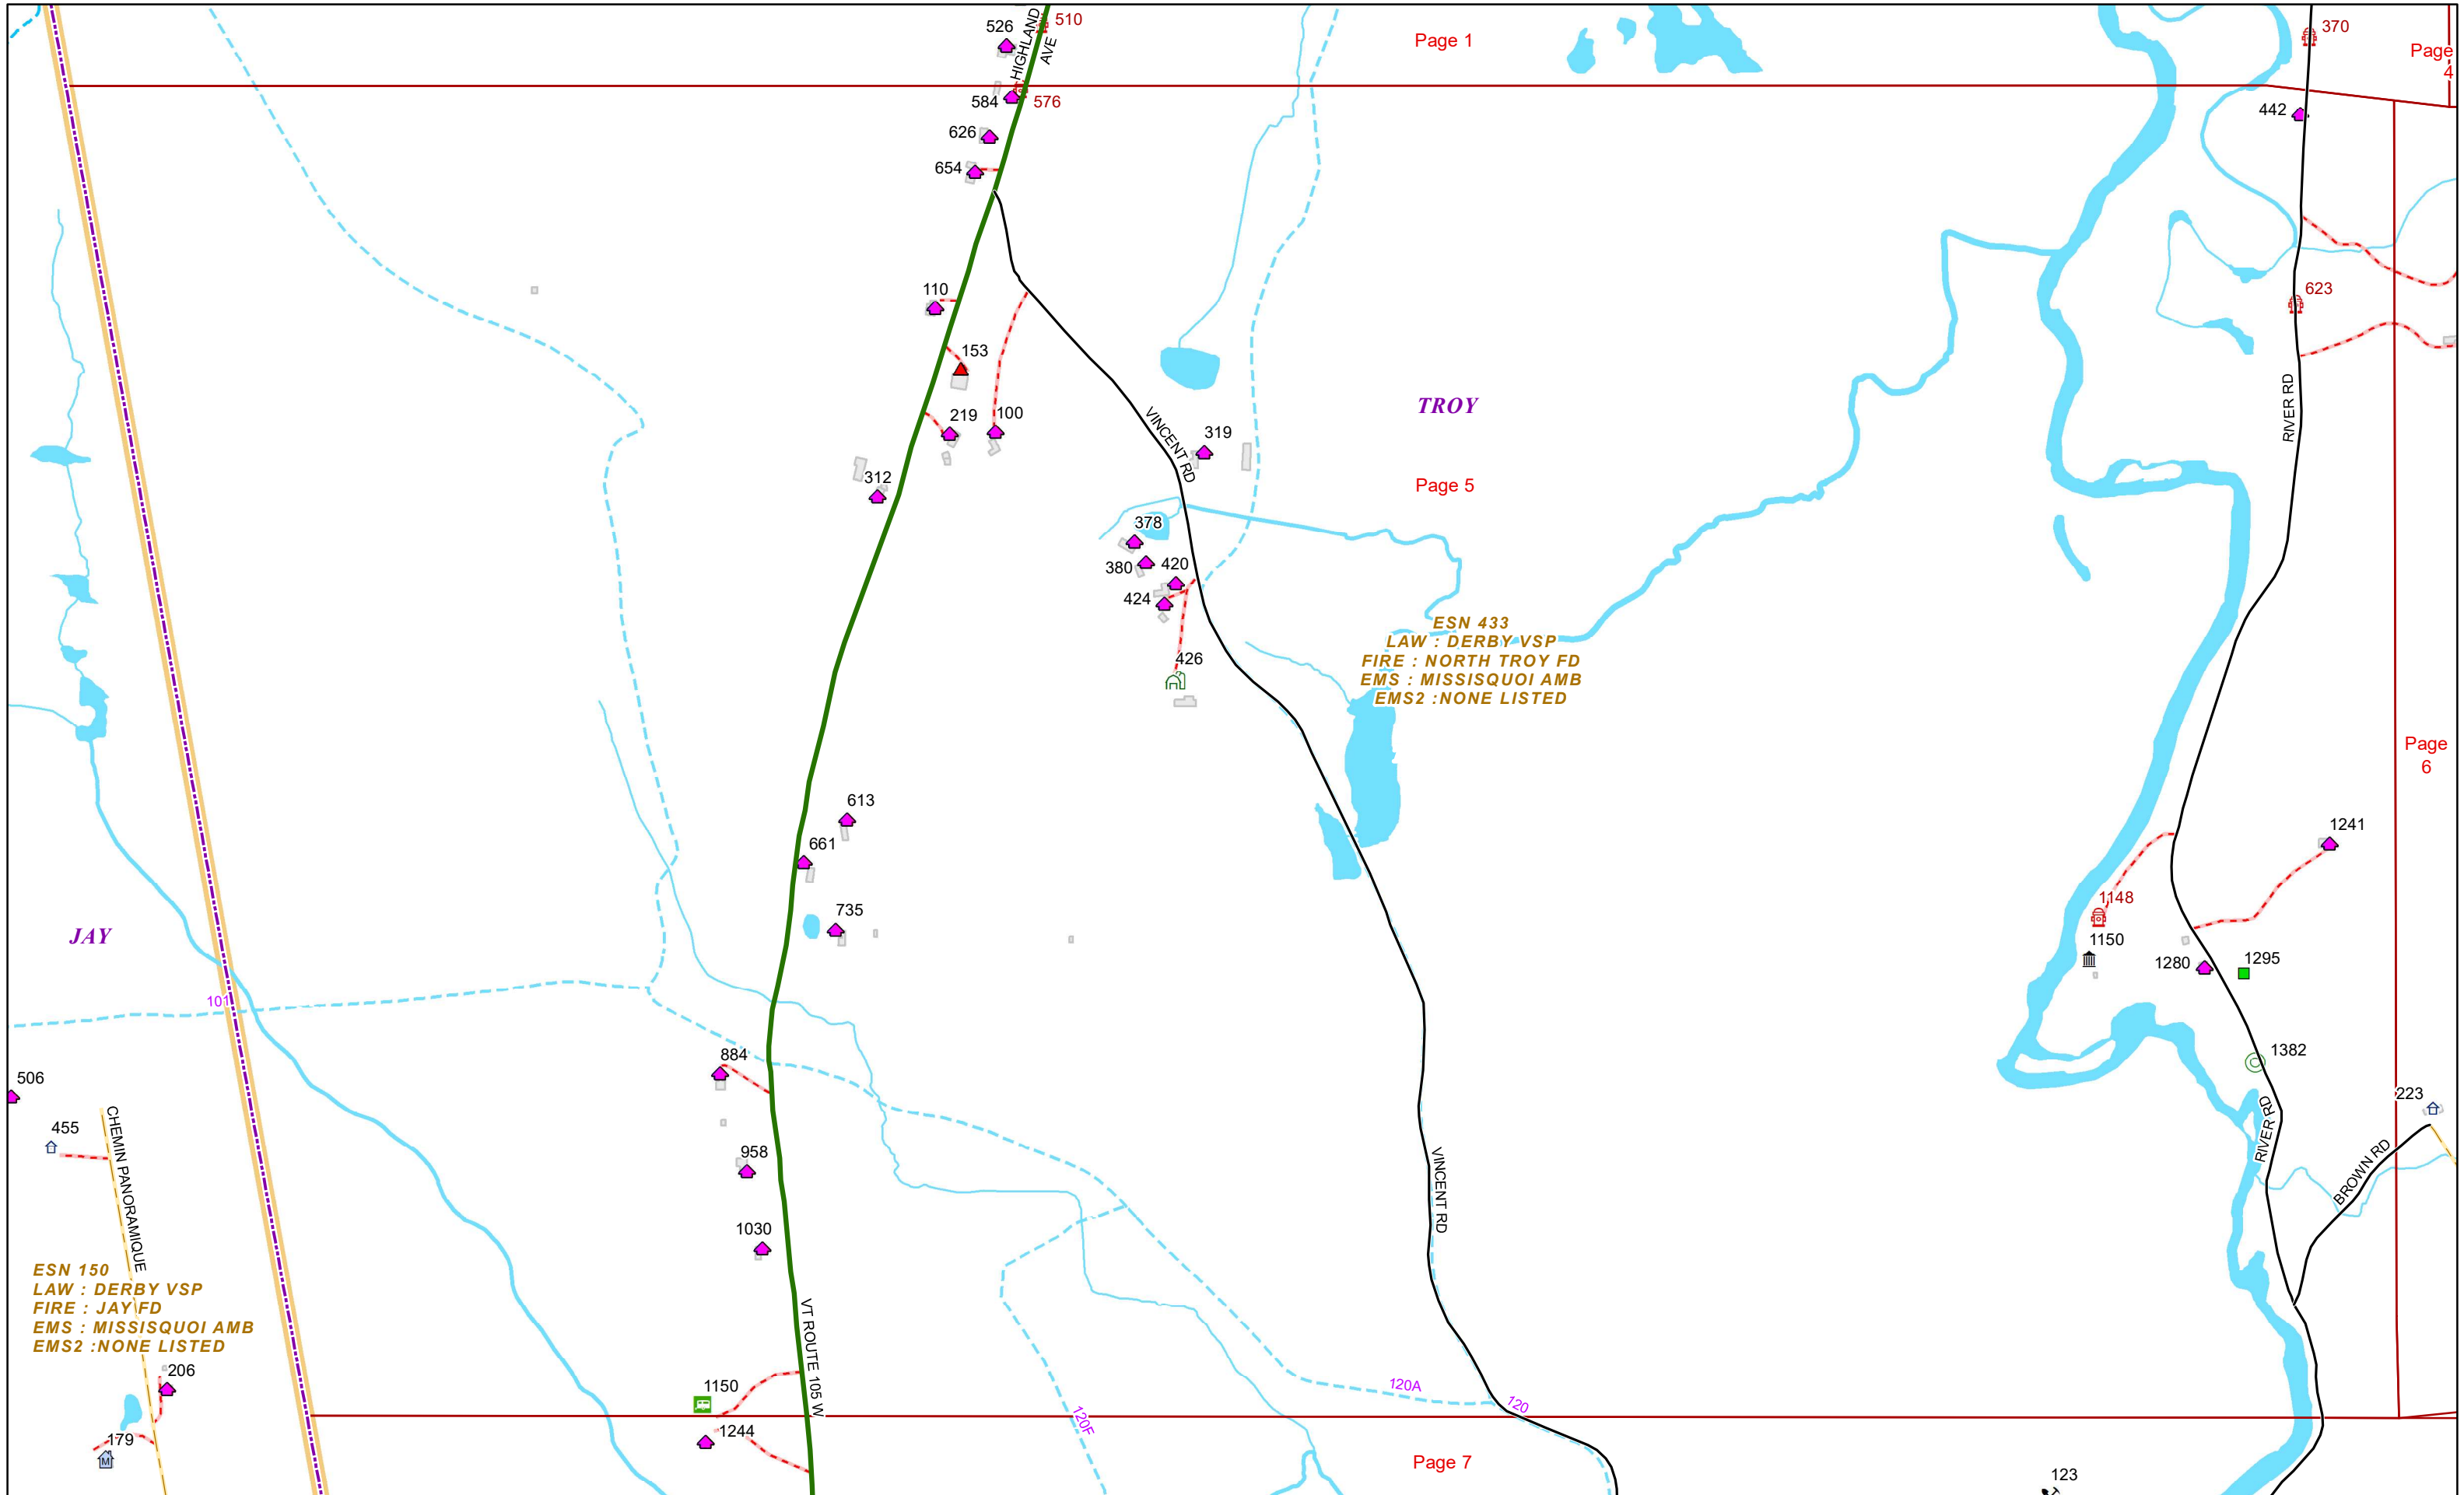 526
HIGHLAND
AVE
510
Page 1
370
Page
4
584
576
442
626
654
110
623
153
TROY
RIVER RD
219
100
VINCENT RD
319
312
Page 5
378
380
420
424
ESN 433
LAW : DERBY VSP
FIRE : NORTH TROY FD
EMS : MISSISQUOI AMB
EMS2 :NONE LISTED
426
Page
6
613
661
1241
735
1148
JAY
1150
1280
1295
101
884
1382
506
223
455
CHEMIN PANORAMIQUE
RIVER RD
958
VINCENT RD
BROWN RD
1030
ESN 150
LAW : DERBY VSP
FIRE : JAY FD
EMS : MISSISQUOI AMB
EMS2 :NONE LISTED
VT ROUTE 105 W
206
1150
120A
120
120F
179
M
1244
Page 7
123